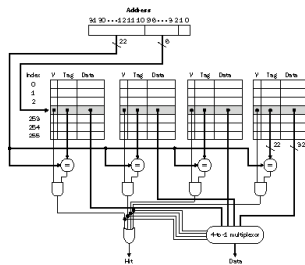 Address
31 30 ··· 12 11 10 9 8 ··· 3 2 1 0
22
8
Index V Tag Data V Tag Data V Tag Data V Tag Data
0
1
2
253
254
255
22
32
= = = =
4-to-1 multiplexor
Hit
Data